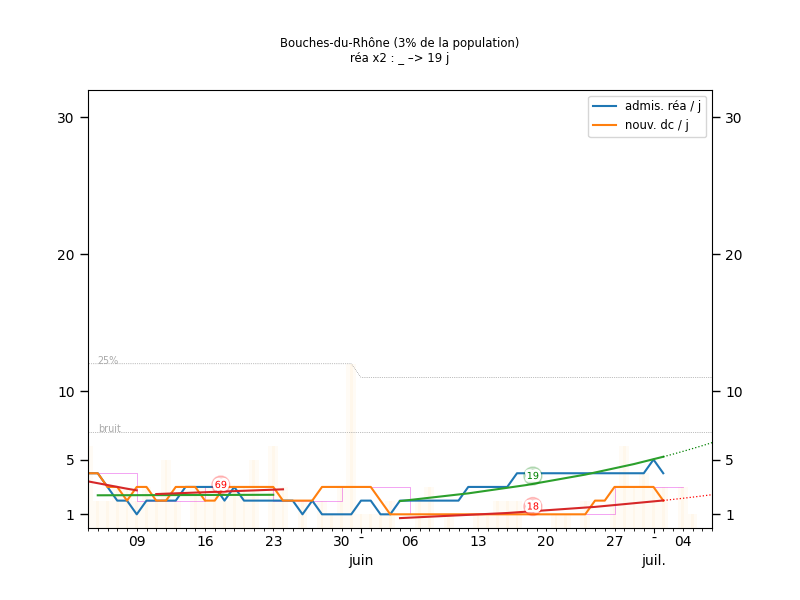 Bouches-du-Rhône (3% de la population)
réa x2 : _ –> 19 j
admis. réa / j
nouv. dc / j
30 30
20 20
25%
10 10
bruit
5 5
69 19
18
1 1
09 16 23 30 - 06 13 20 27 - 04
juin juil.